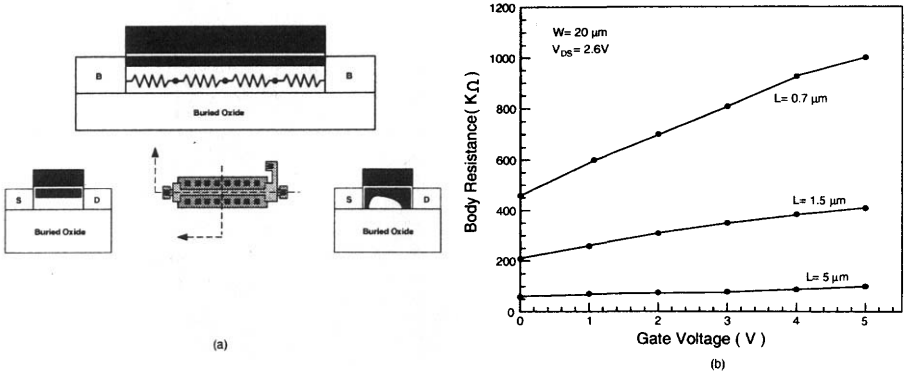 B
B
Buried Oxide
S
D
Buried Oxide
S
D
Buried Oxide
(a)
1200
1000
800
600
400
200
0
Body Resistance( KΩ)
W= 20 µm
VDS= 2.6V
L= 0.7 µm
L= 1.5 µm
L= 5 µm
0 1 2 3 4 5
Gate Voltage ( V )
(b)